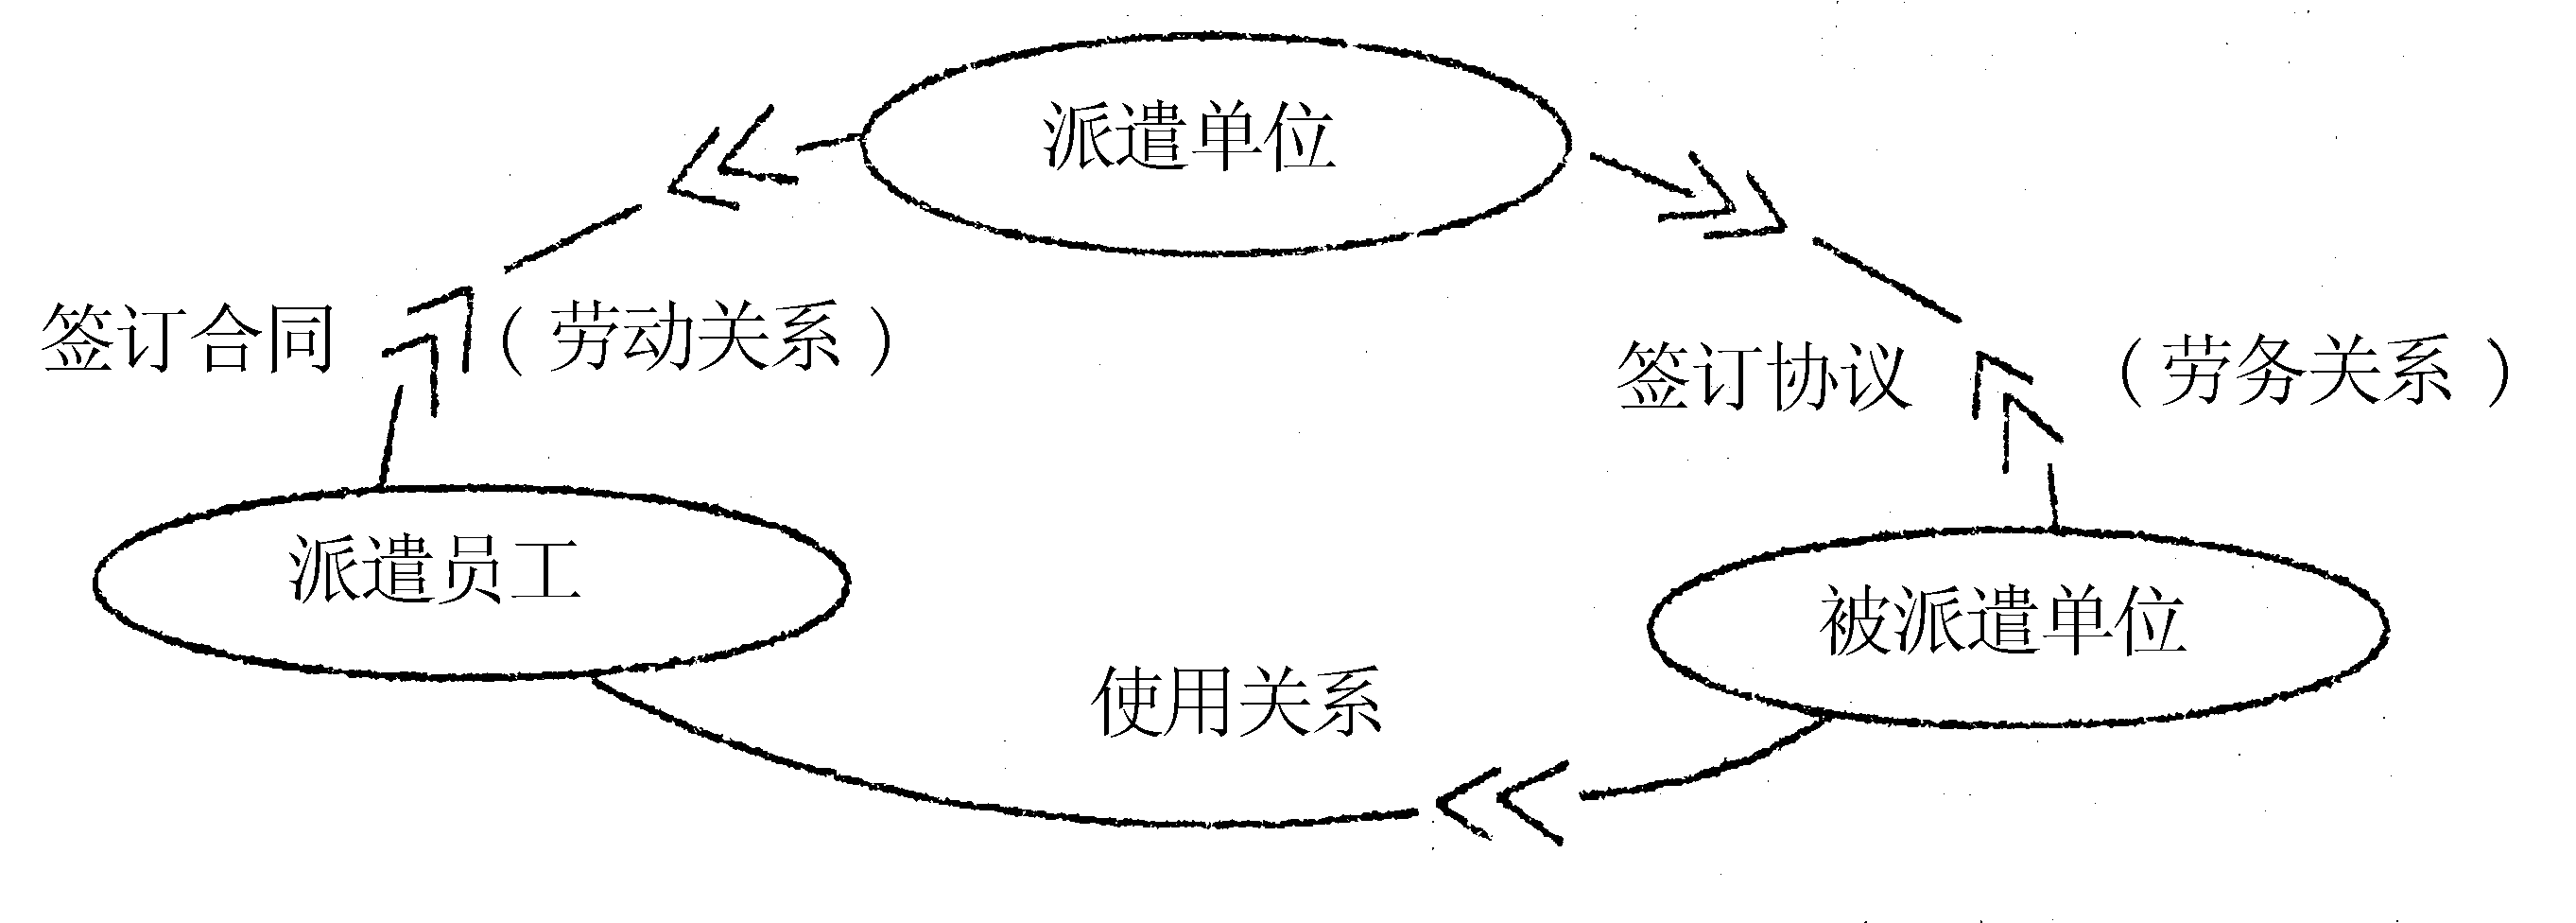 派遣单位
签订合同 （劳动关系）
签订协议 （劳务关系）
派遣员工
被派遣单位
使用关系